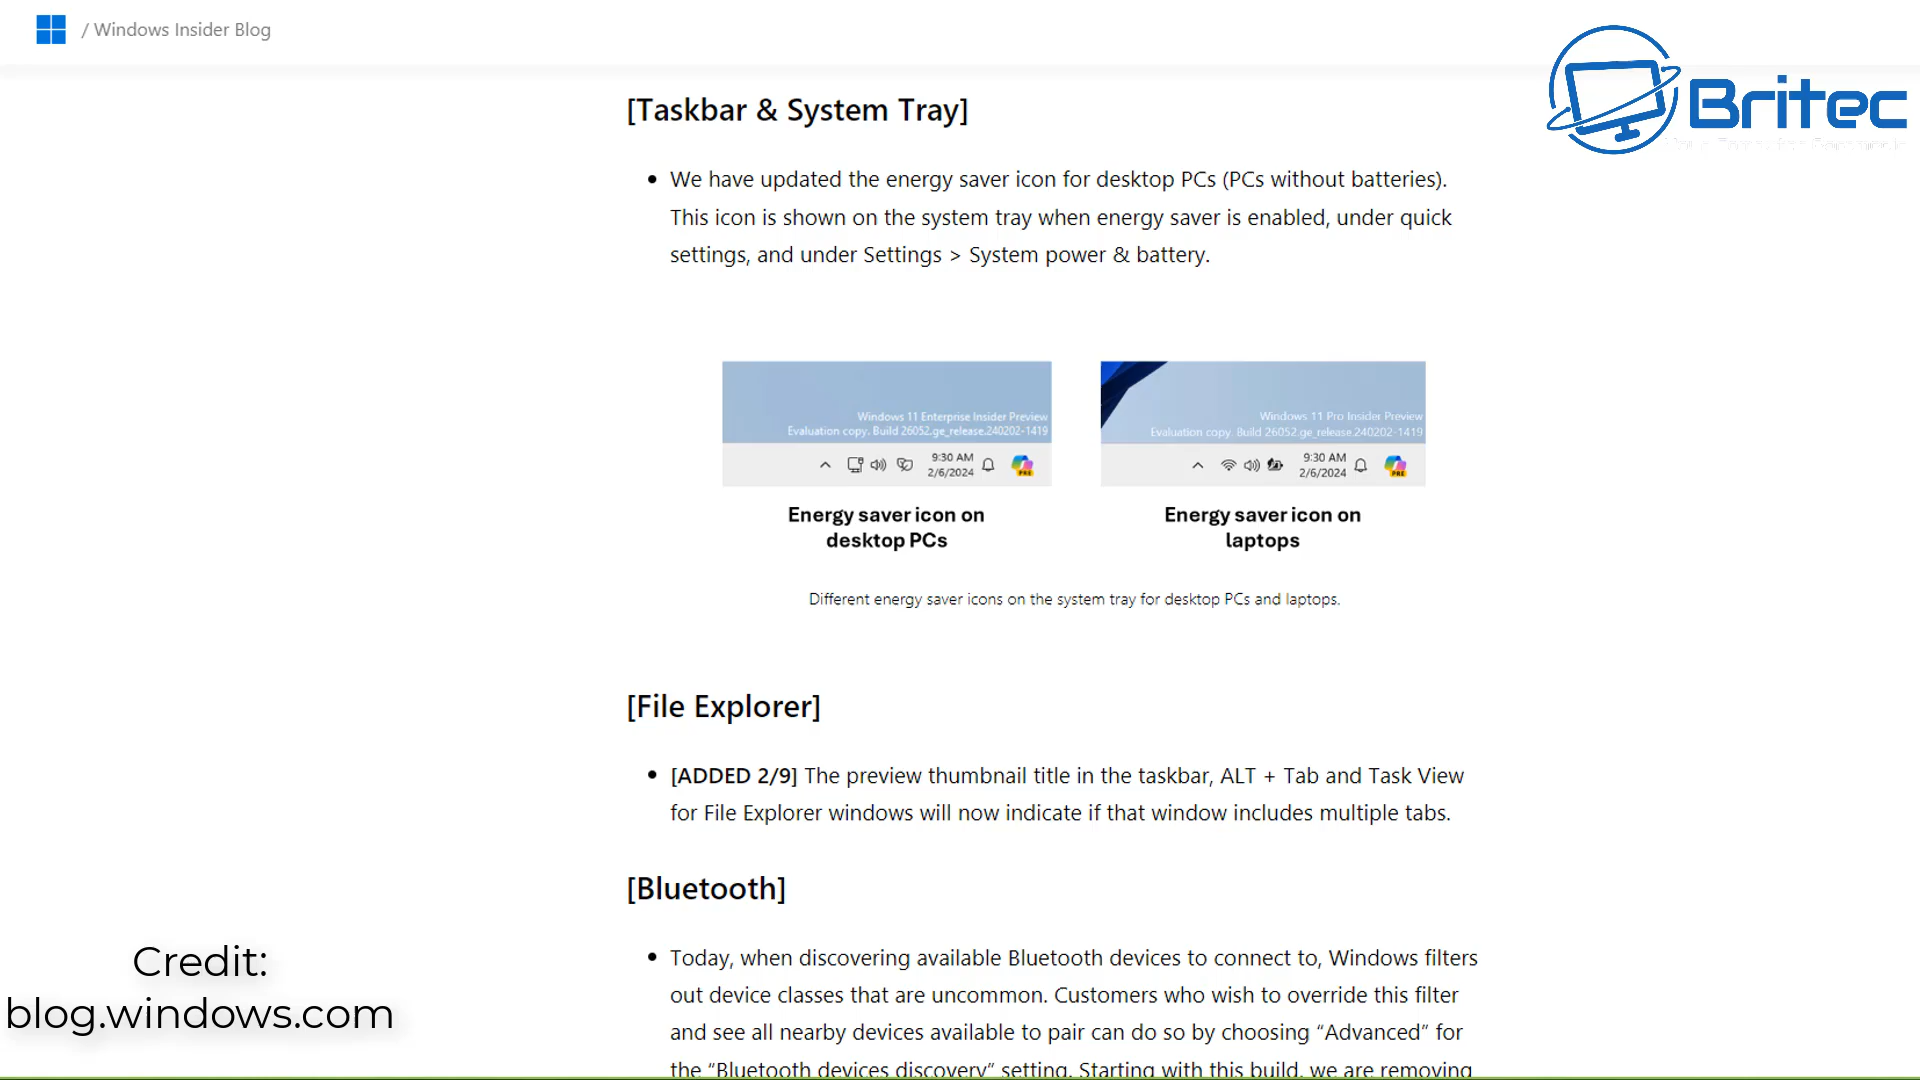 / Windows Insider Blog
Britec
[Taskbar & System Tray]
We have updated the energy saver icon for desktop PCs (PCs without batteries).
This icon is shown on the system tray when energy saver is enabled, under quick
settings, and under Settings > System power & battery.
Windows 11 Enterprise Insider Preview
Evaluation copy. Build 26052.ge_release.240202-1419
9:30 AM
2/6/2024
PRE
Energy saver icon on
desktop PCs
Windows 11 Pro Insider Preview
Evaluation copy. Build 26052.ge_release.240202-1419
9:30 AM
2/6/2024
PRE
Energy saver icon on
laptops
Different energy saver icons on the system tray for desktop PCs and laptops.
[File Explorer]
[ADDED 2/9] The preview thumbnail title in the taskbar, ALT + Tab and Task View
for File Explorer windows will now indicate if that window includes multiple tabs.
[Bluetooth]
Today, when discovering available Bluetooth devices to connect to, Windows filters
out device classes that are uncommon. Customers who wish to override this filter
and see all nearby devices available to pair can do so by choosing “Advanced” for
the “Bluetooth devices discovery” setting. Starting with this build, we are removing
Credit:
blog.windows.com